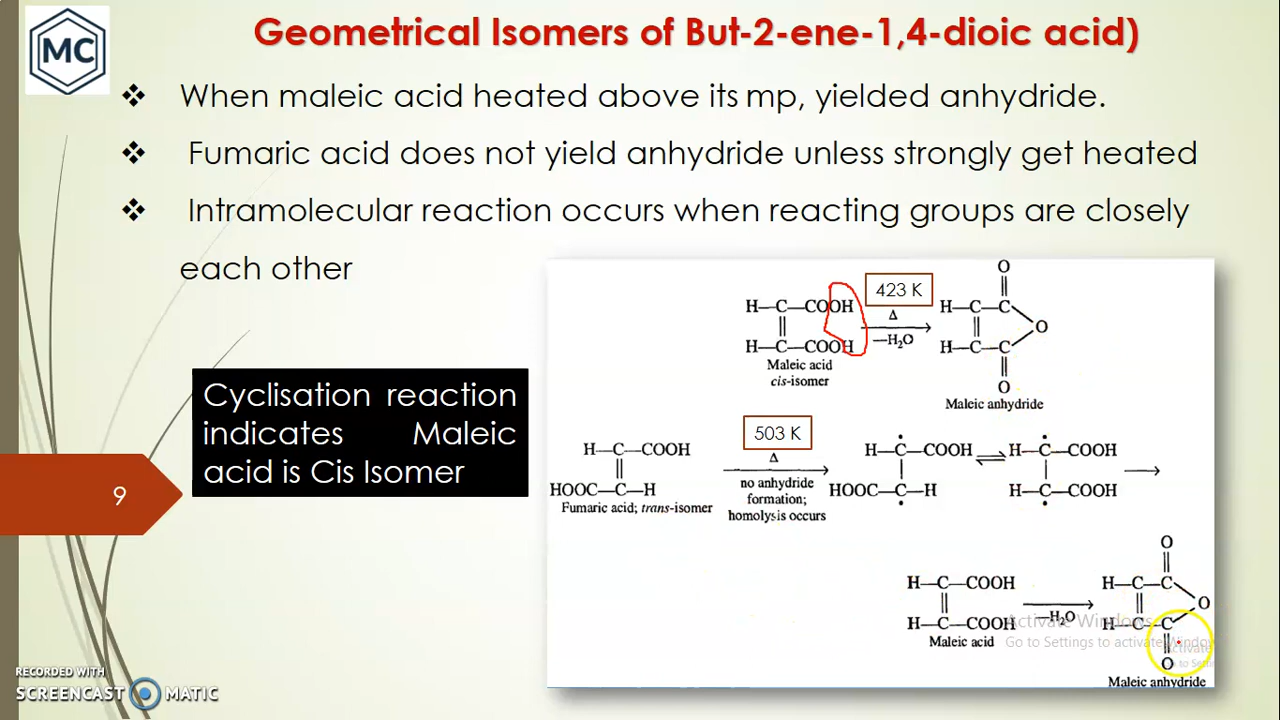 MC
Geometrical Isomers of But-2-ene-1,4-dioic acid)
❖ When maleic acid heated above its mp, yielded anhydride.
❖ Fumaric acid does not yield anhydride unless strongly get heated
❖ Intramolecular reaction occurs when reacting groups are closely
each other
Cyclisation reaction
indicates Maleic
acid is Cis Isomer
9
O
H—C—COOH 423 K H—C—C
Δ
—H₂O O
H—C—COOH H—C—C
Maleic acid
cis-isomer O
Maleic anhydride
503 K
H—C—COOH Δ H—C—COOH H—C—COOH
HOOC—C—H no anhydride HOOC—C—H H—C—COOH
Fumaric acid; trans-isomer formation;
homolysis occurs
O
H—C—COOH H—C—C
—H₂O O
H—C—COOH H—C—C
Maleic acid
O
Maleic anhydride
Activate Windows
Go to Settings to activate Windows
RECORDED WITH
SCREENCAST MATIC